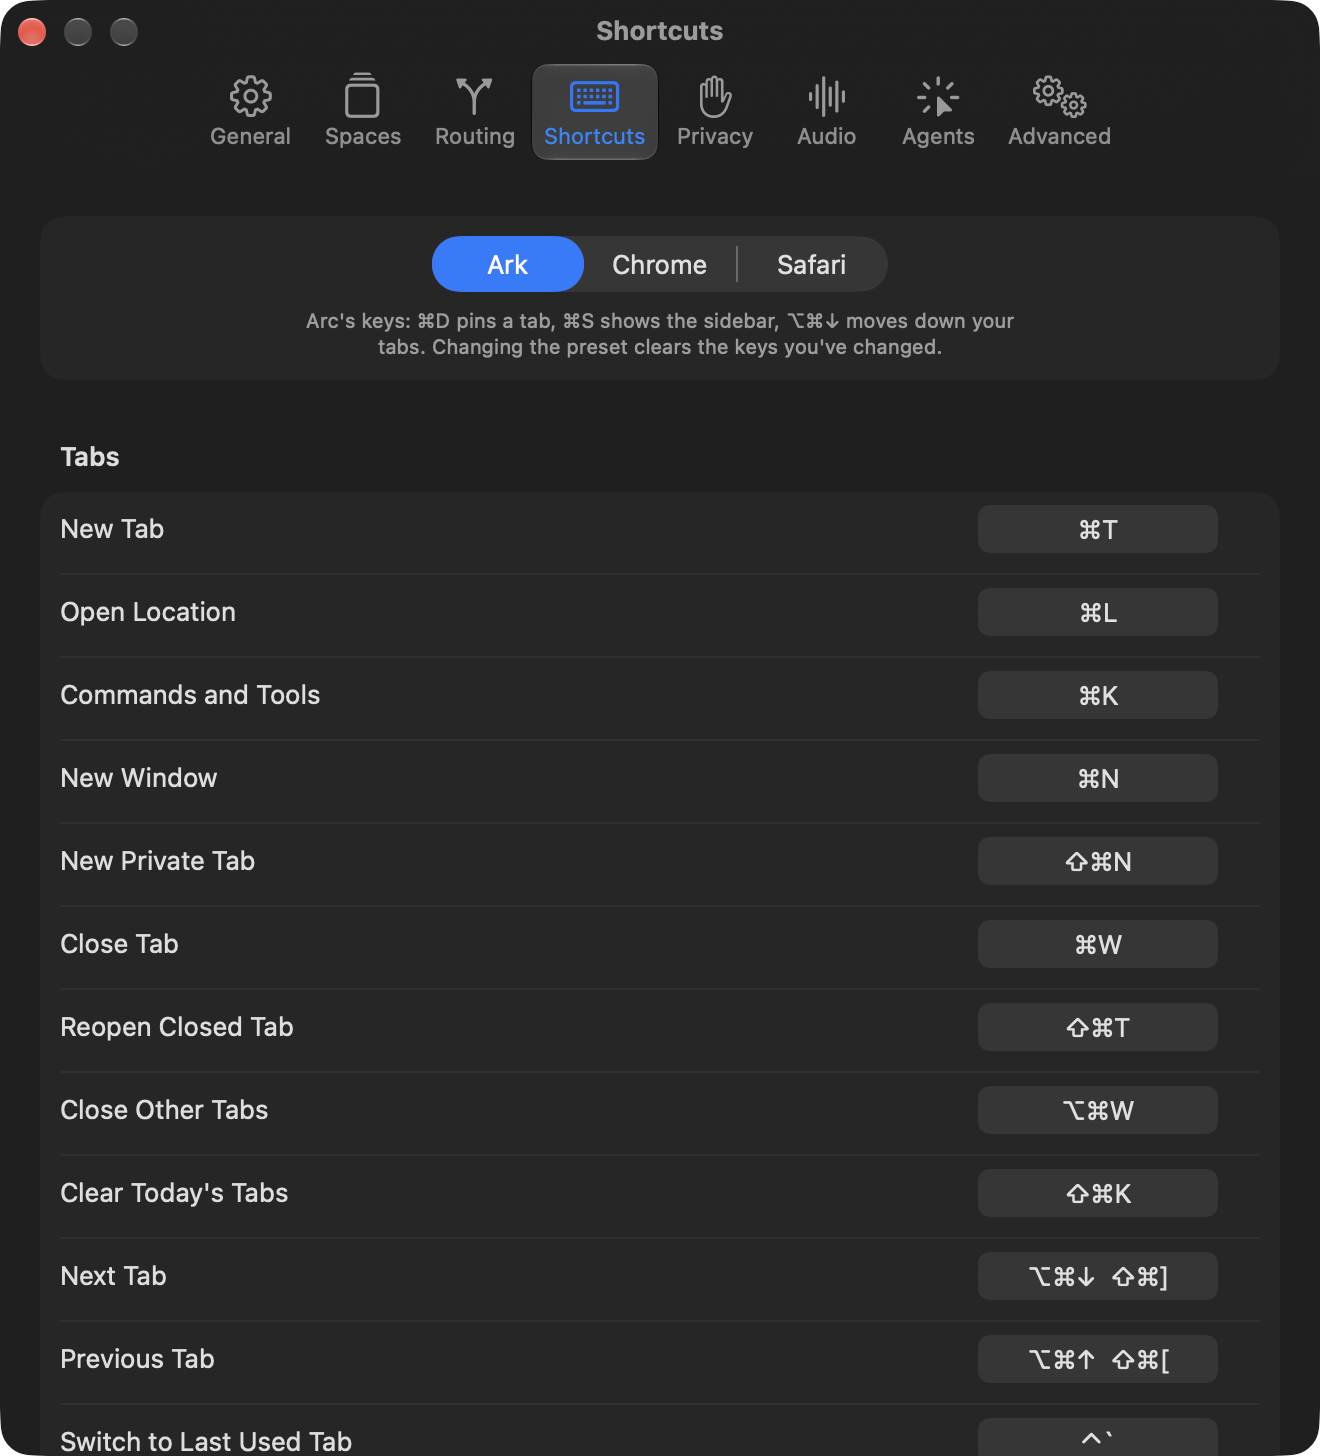 Shortcuts
General
Spaces
Routing
Shortcuts
Privacy
Audio
Agents
Advanced
Ark
Chrome
Safari
Arc's keys: ⌘D pins a tab, ⌘S shows the sidebar, ⌥⌘↓ moves down your
tabs. Changing the preset clears the keys you've changed.
Tabs
New Tab ⌘T
Open Location ⌘L
Commands and Tools ⌘K
New Window ⌘N
New Private Tab ⇧⌘N
Close Tab ⌘W
Reopen Closed Tab ⇧⌘T
Close Other Tabs ⌥⌘W
Clear Today's Tabs ⇧⌘K
Next Tab ⌥⌘↓ ⇧⌘]
Previous Tab ⌥⌘↑ ⇧⌘[
Switch to Last Used Tab ^`